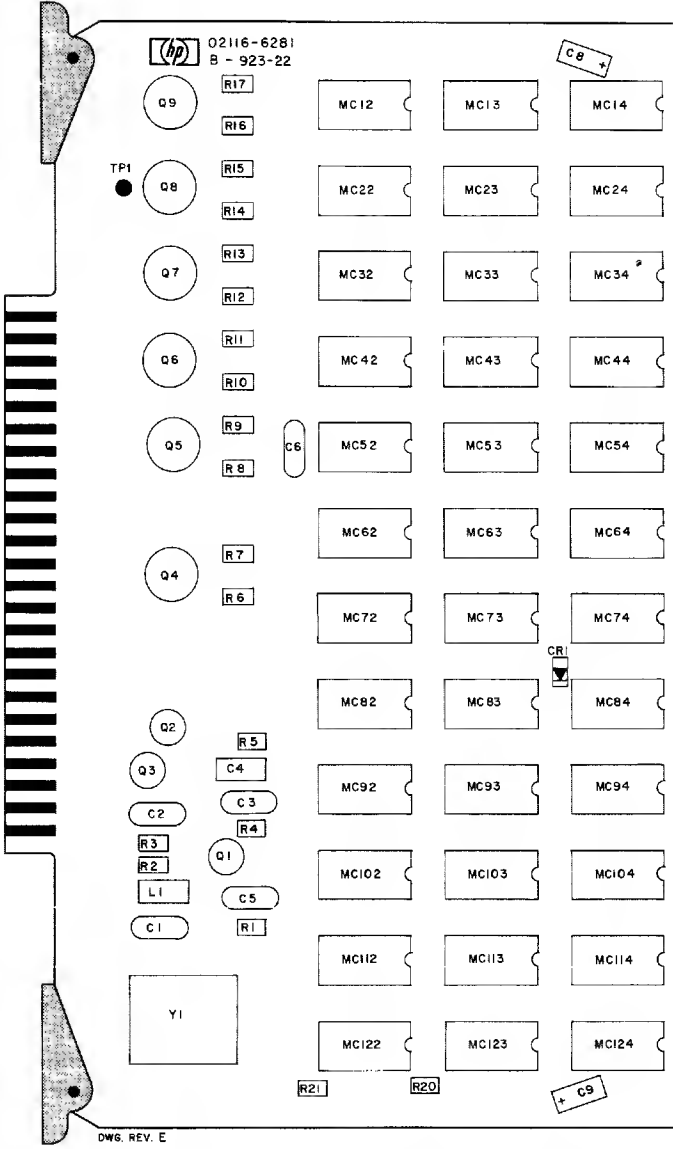 hp 02116-6281
B - 923-22
C8 +
R17
Q9 MC12 MC13 MC14
R16
TP1 R15
Q8 MC22 MC23 MC24
R14
R13
Q7 MC32 MC33 MC34
R12
R11
Q6 MC42 MC43 MC44
R10
R9
Q5 C6 MC52 MC53 MC54
R8
MC62 MC63 MC64
R7
Q4
R6 MC72 MC73 MC74
CR1
MC82 MC83 MC84
Q2
R5
Q3 C4
MC92 MC93 MC94
C3
C2
R4
R3
Q1
R2 MC102 MC103 MC104
L1
C5
C1 R1
MC112 MC113 MC114
Y1
MC122 MC123 MC124
R21 R20 + C9
DWG. REV. E